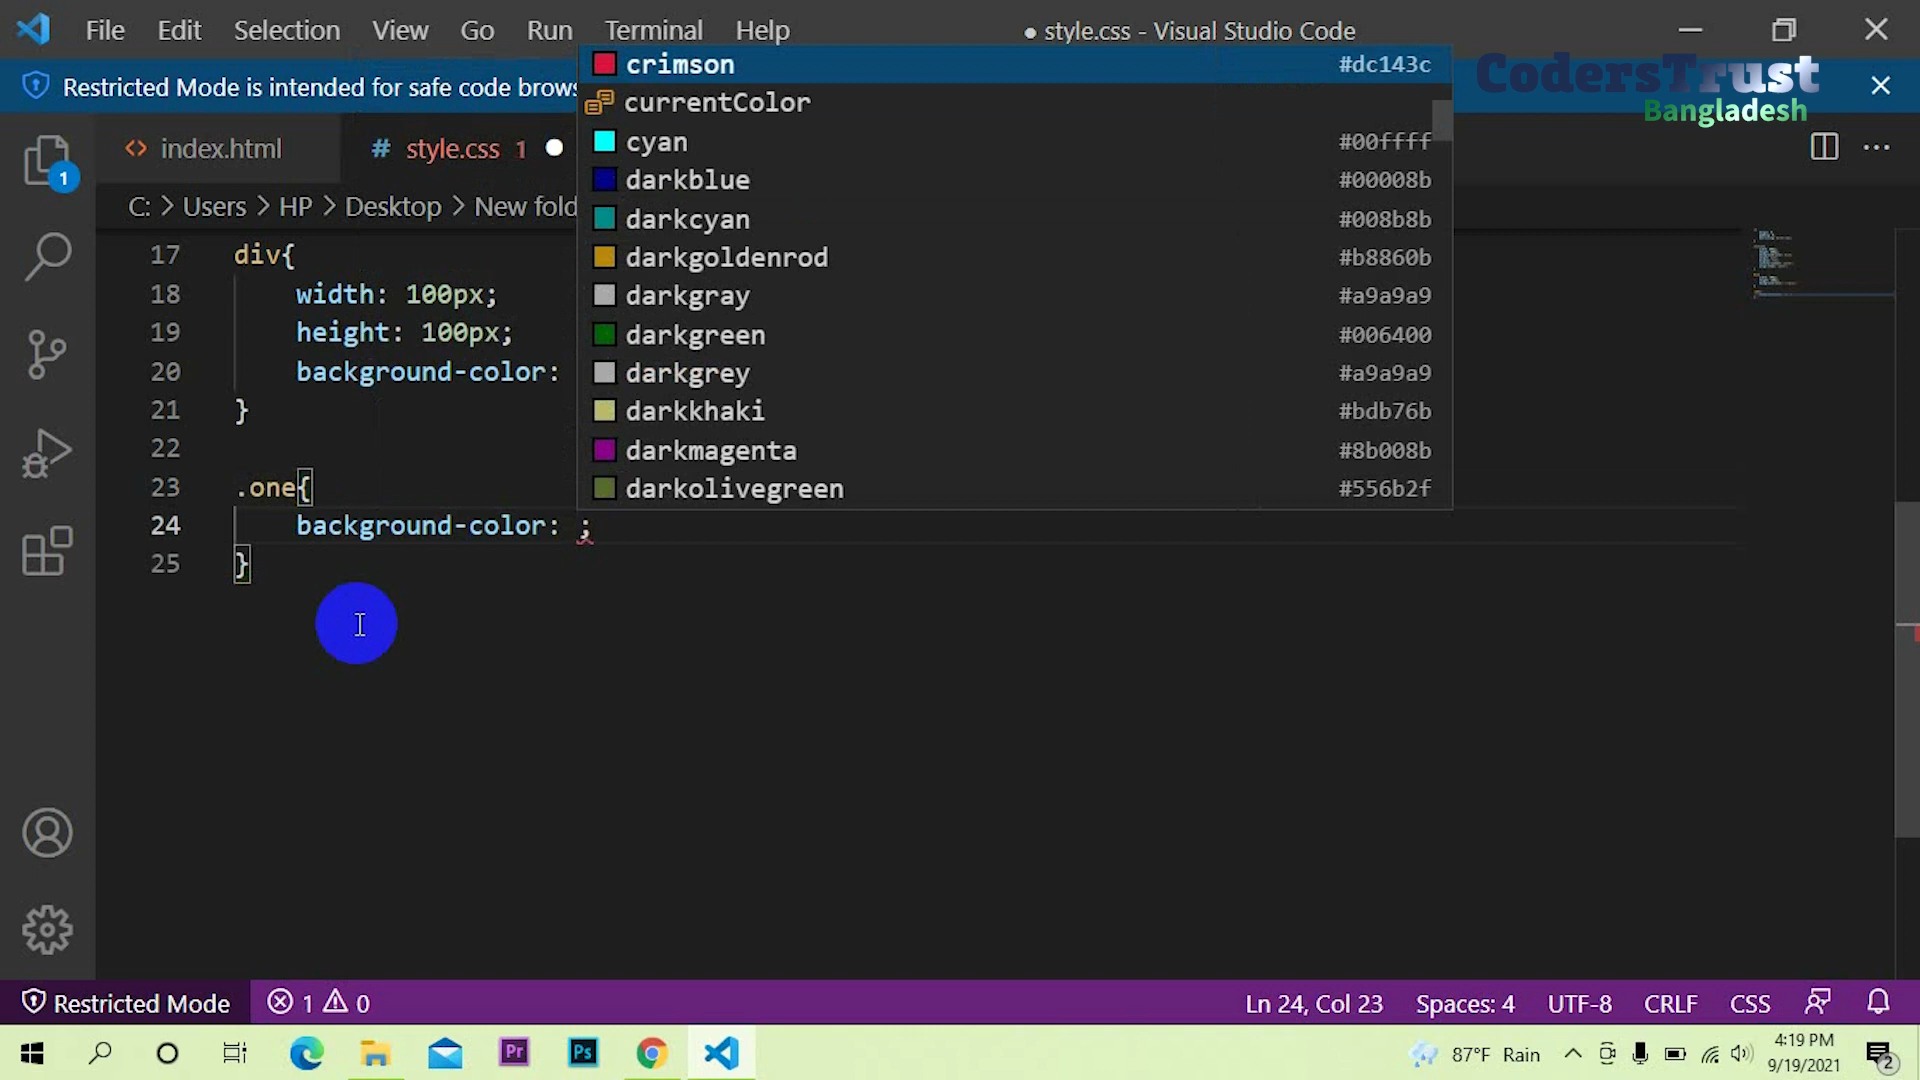 File Edit Selection View Go Run Terminal Help ● style.css - Visual Studio Code
Restricted Mode is intended for safe code brows
CodersTrust
Bangladesh
index.html # style.css 1
1
C: > Users > HP > Desktop > New fold
crimson #dc143c
currentColor
cyan #00ffff
darkblue #00008b
darkcyan #008b8b
darkgoldenrod #b8860b
darkgray #a9a9a9
darkgreen #006400
darkgrey #a9a9a9
darkkhaki #bdb76b
darkmagenta #8b008b
darkolivegreen #556b2f
17 div{
18 width: 100px;
19 height: 100px;
20 background-color:
21 }
22
23 .one{
24 background-color: ;
25 }
Restricted Mode 1 0 Ln 24, Col 23 Spaces: 4 UTF-8 CRLF CSS
Pr Ps 87°F Rain 4:19 PM
9/19/2021 2